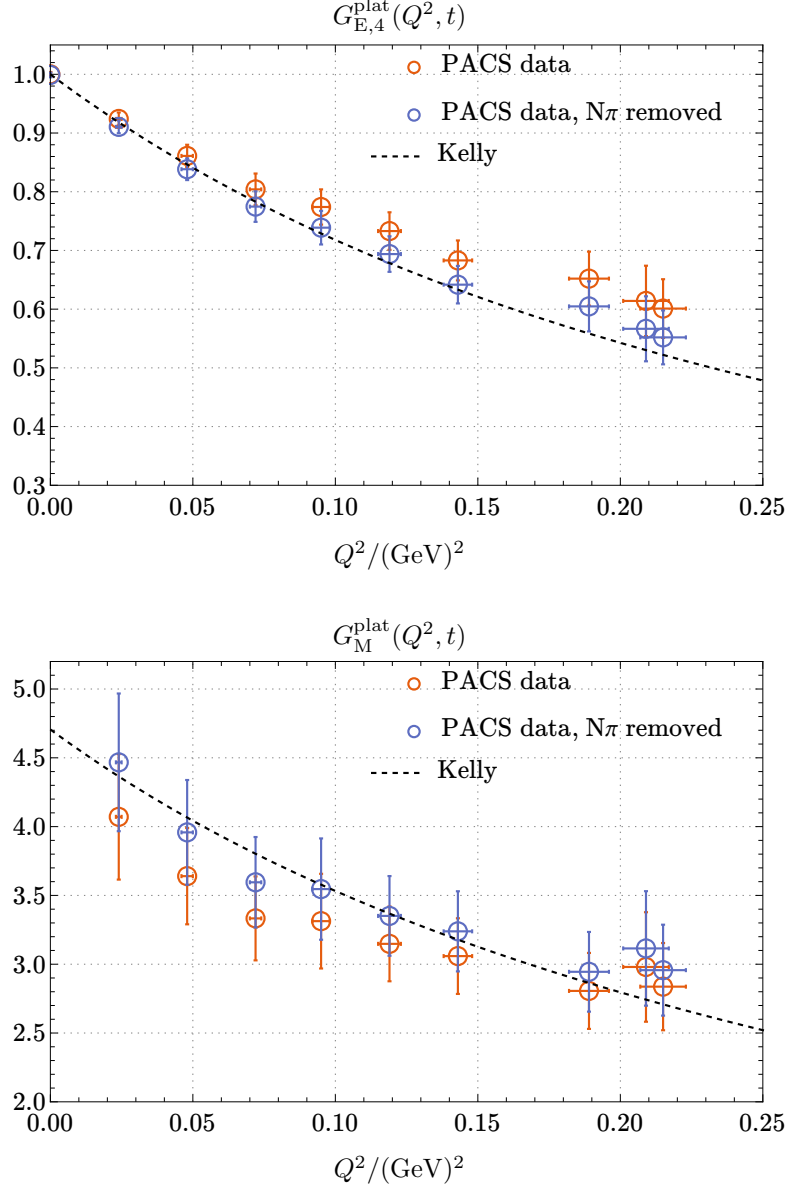 G_{E,4}^{plat}(Q^2, t)
PACS data
PACS data, Nπ removed
Kelly
1.0
0.9
0.8
0.7
0.6
0.5
0.4
0.3
0.00 0.05 0.10 0.15 0.20 0.25
Q^2/(GeV)^2
G_M^{plat}(Q^2, t)
PACS data
PACS data, Nπ removed
Kelly
5.0
4.5
4.0
3.5
3.0
2.5
2.0
0.00 0.05 0.10 0.15 0.20 0.25
Q^2/(GeV)^2